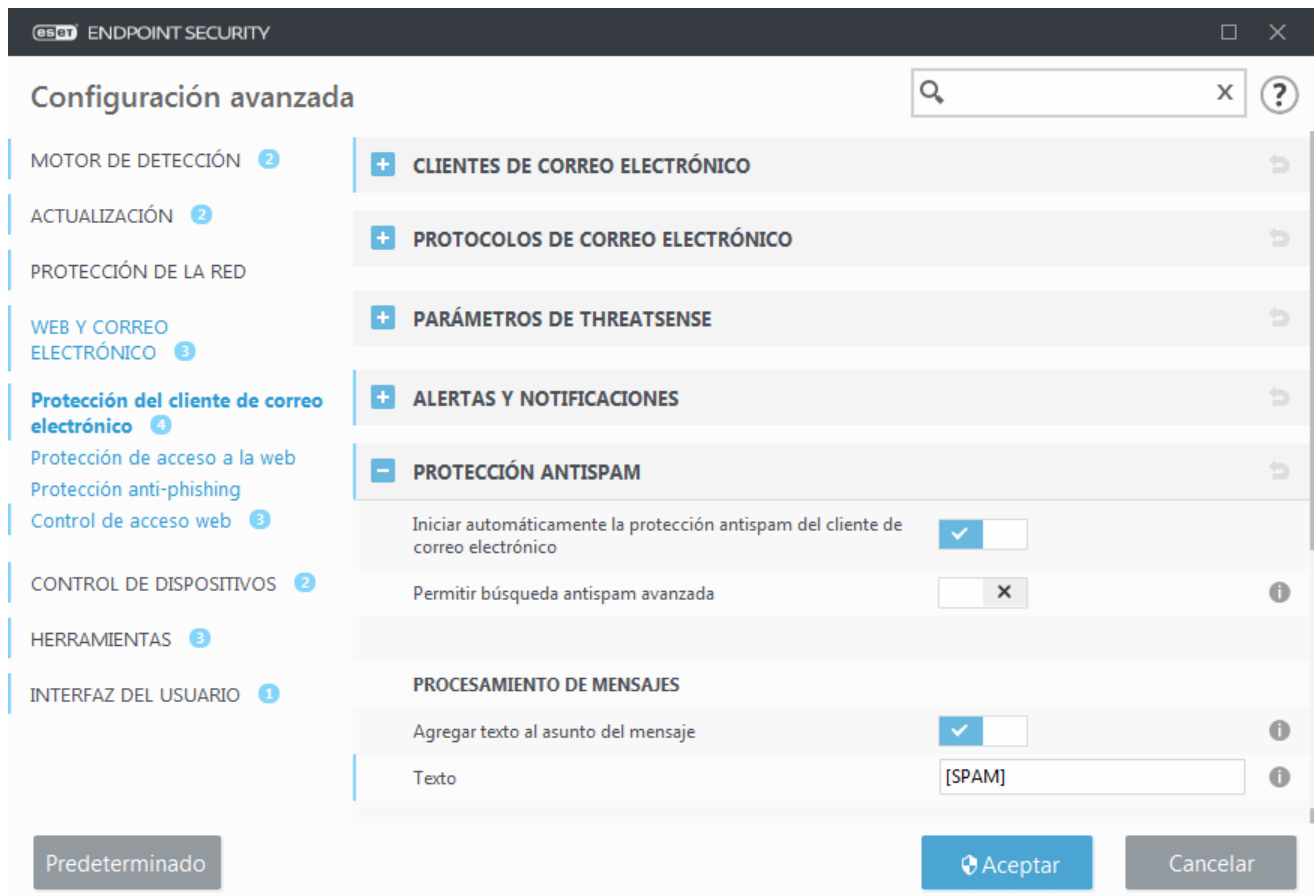 eset ENDPOINT SECURITY
Configuración avanzada
X
?
MOTOR DE DETECCIÓN 2
ACTUALIZACIÓN 2
PROTECCIÓN DE LA RED
WEB Y CORREO
ELECTRÓNICO 3
Protección del cliente de correo
electrónico 4
Protección de acceso a la web
Protección anti-phishing
Control de acceso web 3
CONTROL DE DISPOSITIVOS 2
HERRAMIENTAS 3
INTERFAZ DEL USUARIO 1
CLIENTES DE CORREO ELECTRÓNICO
PROTOCOLOS DE CORREO ELECTRÓNICO
PARÁMETROS DE THREATSENSE
ALERTAS Y NOTIFICACIONES
PROTECCIÓN ANTISPAM
Iniciar automáticamente la protección antispam del cliente de
correo electrónico
Permitir búsqueda antispam avanzada
PROCESAMIENTO DE MENSAJES
Agregar texto al asunto del mensaje
Texto
[SPAM]
Predeterminado
Aceptar
Cancelar